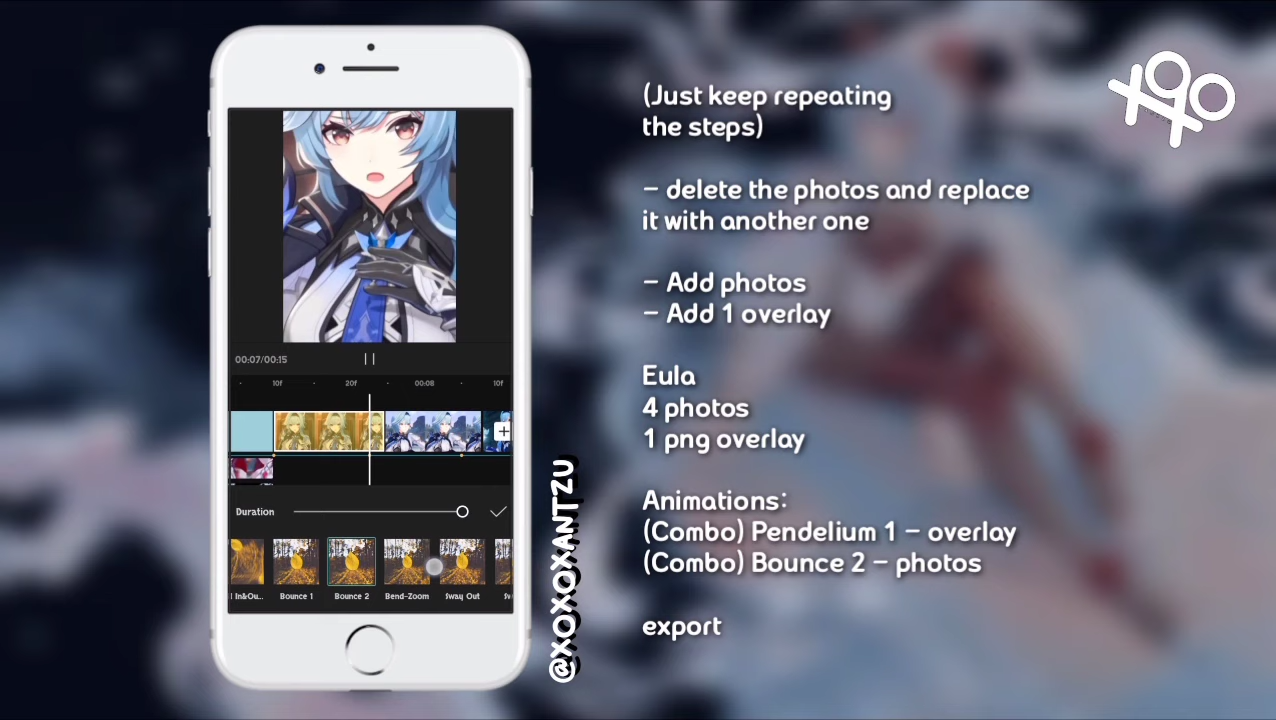 00:07/00:15
10f
20f
00:08
10f
Duration
l In&Ou...
Bounce 1
Bounce 2
Bend-Zoom
Sway Out
@XOXOXANTZU
(Just keep repeating
the steps)
- delete the photos and replace
it with another one
- Add photos
- Add 1 overlay
Eula
4 photos
1 png overlay
Animations:
(Combo) Pendelium 1 - overlay
(Combo) Bounce 2 - photos
export